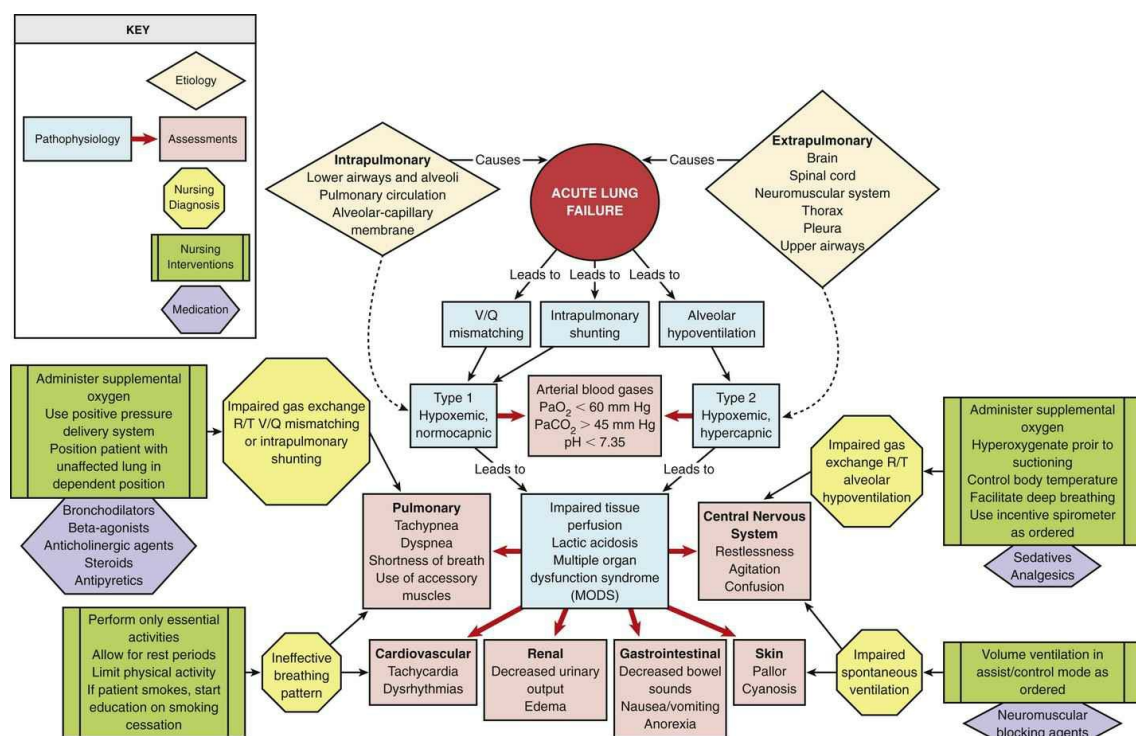 KEY
Etiology
Pathophysiology
Assessments
Nursing
Diagnosis
Nursing
Interventions
Medication
Intrapulmonary
Lower airways and alveoli
Pulmonary circulation
Alveolar-capillary
membrane
Causes
ACUTE LUNG
FAILURE
Causes
Extrapulmonary
Brain
Spinal cord
Neuromuscular system
Thorax
Pleura
Upper airways
Leads to
Leads to
Leads to
V/Q
mismatching
Intrapulmonary
shunting
Alveolar
hypoventilation
Type 1
Hypoxemic,
normocapnic
Arterial blood gases
PaO₂ < 60 mm Hg
PaCO₂ > 45 mm Hg
pH < 7.35
Type 2
Hypoxemic,
hypercapnic
Leads to
Leads to
Administer supplemental
oxygen
Use positive pressure
delivery system
Position patient with
unaffected lung in
dependent position
Bronchodilators
Beta-agonists
Anticholinergic agents
Steroids
Antipyretics
Impaired gas exchange
R/T V/Q mismatching
or intrapulmonary
shunting
Pulmonary
Tachypnea
Dyspnea
Shortness of breath
Use of accessory
muscles
Impaired tissue
perfusion
Lactic acidosis
Multiple organ
dysfunction syndrome
(MODS)
Central Nervous
System
Restlessness
Agitation
Confusion
Impaired gas
exchange R/T
alveolar
hypoventilation
Administer supplemental
oxygen
Hyperoxygenate proir to
suctioning
Control body temperature
Facilitate deep breathing
Use incentive spirometer
as ordered
Sedatives
Analgesics
Perform only essential
activities
Allow for rest periods
Limit physical activity
If patient smokes, start
education on smoking
cessation
Ineffective
breathing
pattern
Cardiovascular
Tachycardia
Dysrhythmias
Renal
Decreased urinary
output
Edema
Gastrointestinal
Decreased bowel
sounds
Nausea/vomiting
Anorexia
Skin
Pallor
Cyanosis
Impaired
spontaneous
ventilation
Volume ventilation in
assist/control mode as
ordered
Neuromuscular
blocking agents